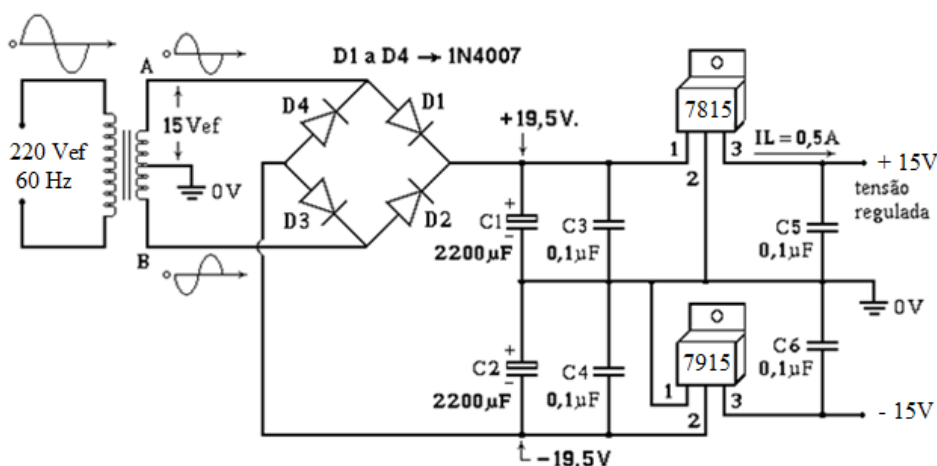 D1 a D4 → 1N4007
A
15Vef
0V
B
220 Vef
60 Hz
D4
D1
D3
D2
+19,5V.
7815
1
2
3
IL = 0,5A
+ 15V
tensão
regulada
+
C1
-
2200µF
C3
0,1µF
C5
0,1µF
0V
+
C2
-
2200µF
C4
0,1µF
7915
1
2
3
C6
0,1µF
- 15V
-19,5V